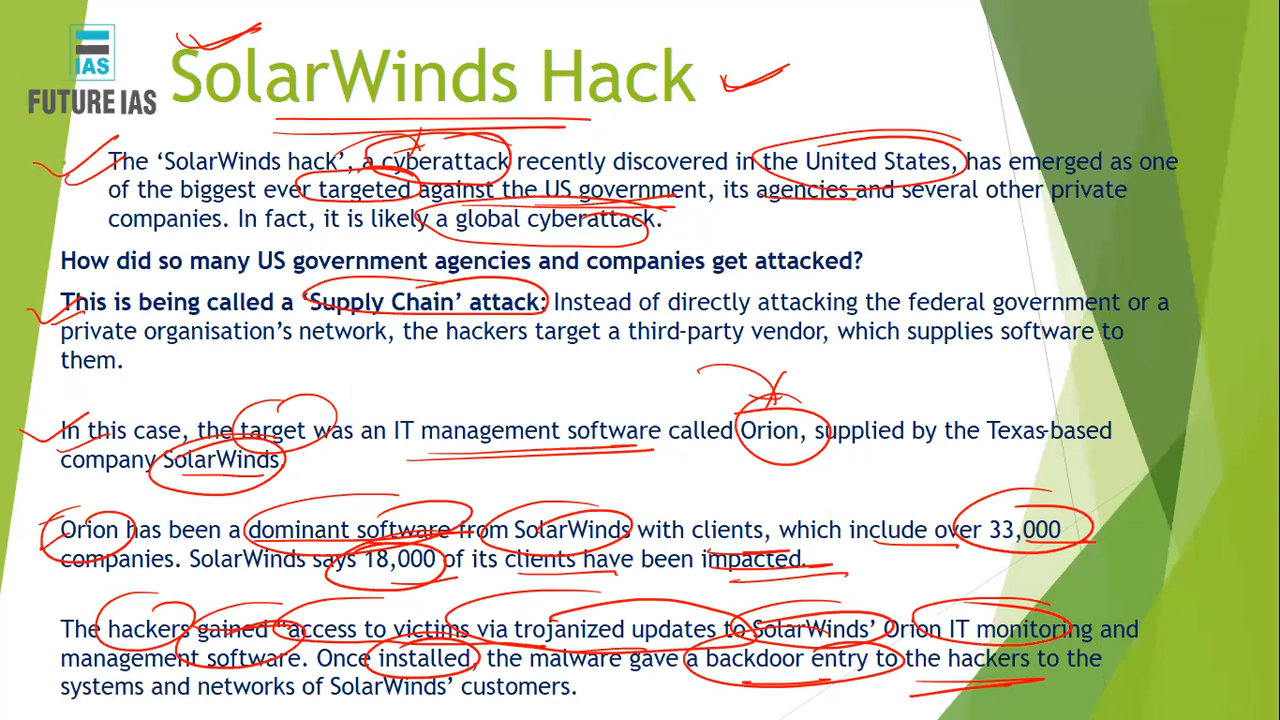 IAS
FUTURE IAS
SolarWinds Hack
The ‘SolarWinds hack’, a cyberattack recently discovered in the United States, has emerged as one
of the biggest ever targeted against the US government, its agencies and several other private
companies. In fact, it is likely a global cyberattack.
How did so many US government agencies and companies get attacked?
This is being called a ‘Supply Chain’ attack: Instead of directly attacking the federal government or a
private organisation’s network, the hackers target a third-party vendor, which supplies software to
them.
In this case, the target was an IT management software called Orion, supplied by the Texas-based
company SolarWinds.
Orion has been a dominant software from SolarWinds with clients, which include over 33,000
companies. SolarWinds says 18,000 of its clients have been impacted.
The hackers gained “access to victims via trojanized updates to SolarWinds’ Orion IT monitoring and
management software. Once installed, the malware gave a backdoor entry to the hackers to the
systems and networks of SolarWinds’ customers.